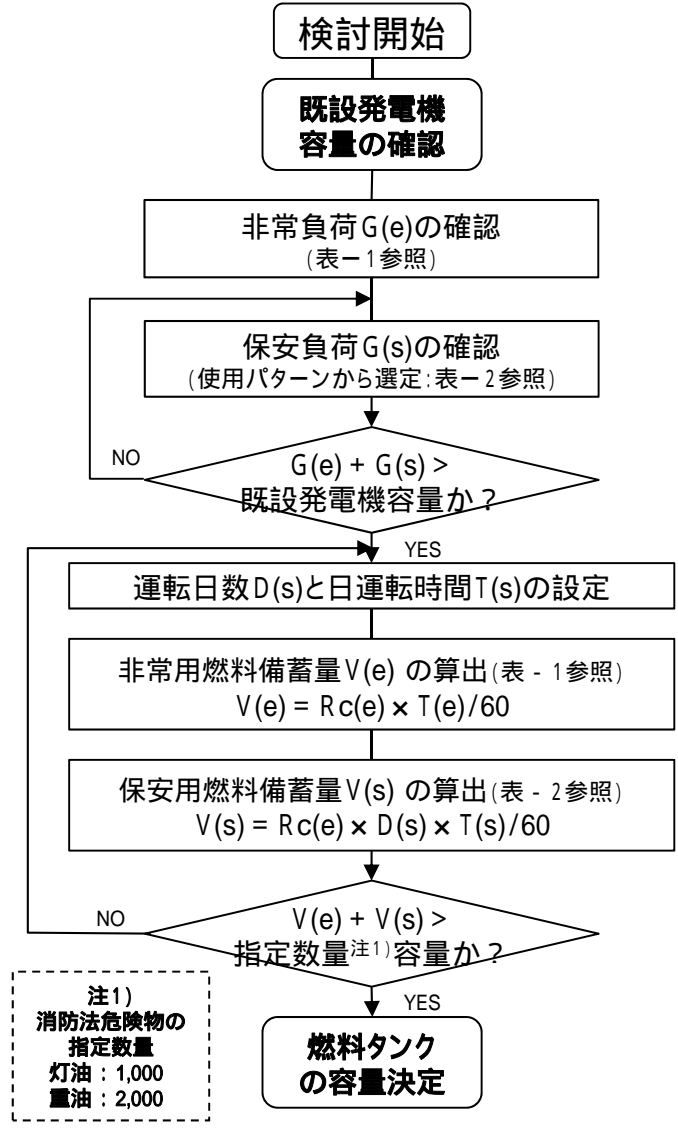 検討開始
既設発電機
容量の確認
非常負荷G(e)の確認
(表ー1参照)
保安負荷G(s)の確認
(使用パターンから選定:表ー2参照)
NO
G(e) + G(s) >
既設発電機容量か？
YES
運転日数D(s)と日運転時間T(s)の設定
非常用燃料備蓄量V(e) の算出(表 - 1参照)
V(e) = Rc(e) × T(e)/60
保安用燃料備蓄量V(s) の算出(表 - 2参照)
V(s) = Rc(e) × D(s) × T(s)/60
NO
V(e) + V(s) >
指定数量注1)容量か？
YES
注1)
消防法危険物の
指定数量
灯油：1,000
重油：2,000
燃料タンク
の容量決定